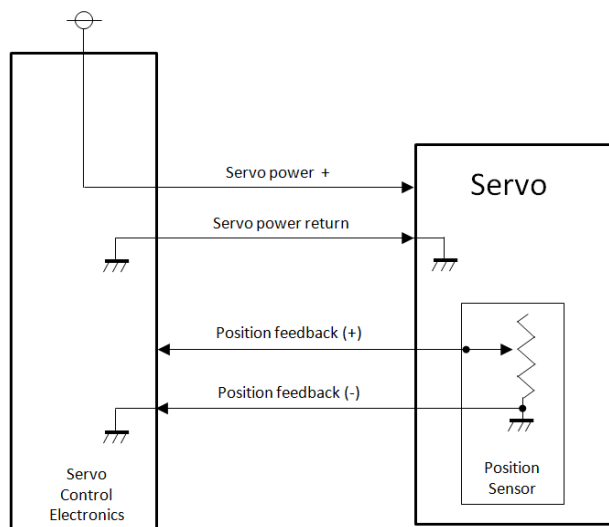 Servo power +
Servo
Servo power return
Position feedback (+)
Position feedback (-)
Servo
Control
Electronics
Position
Sensor